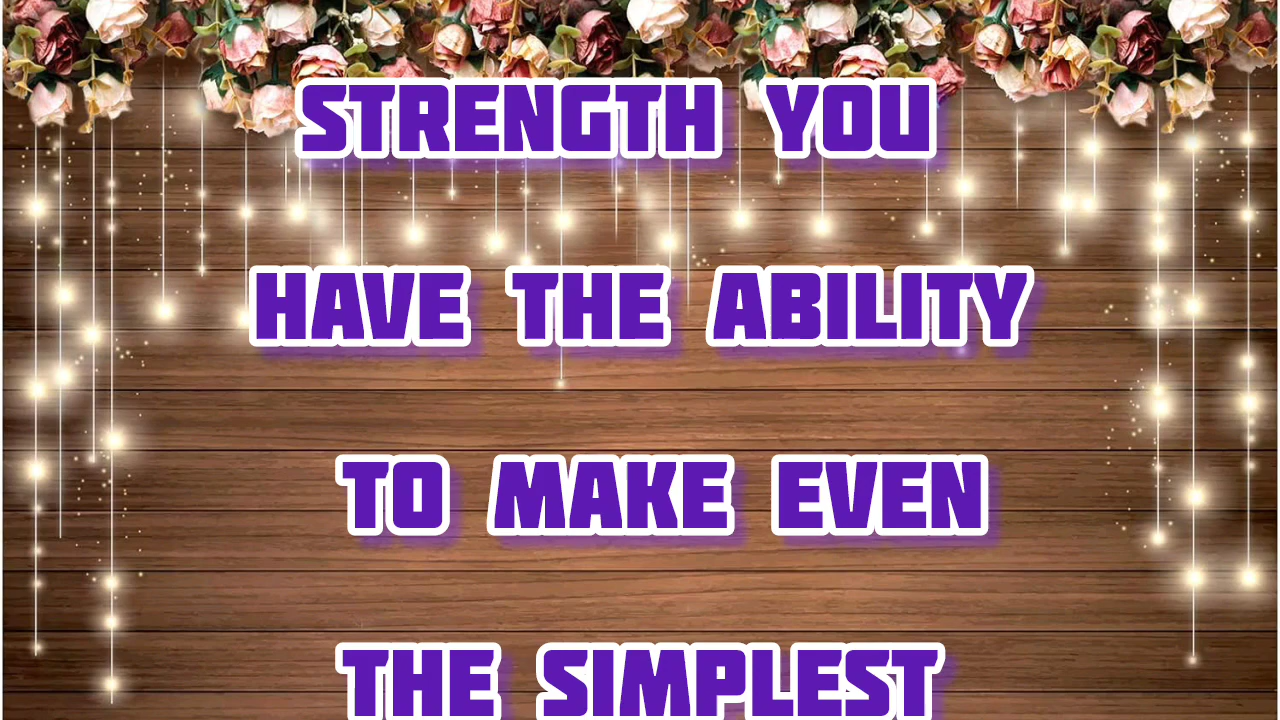 STRENGTH YOU
HAVE THE ABILITY
TO MAKE EVEN
THE SIMPLEST